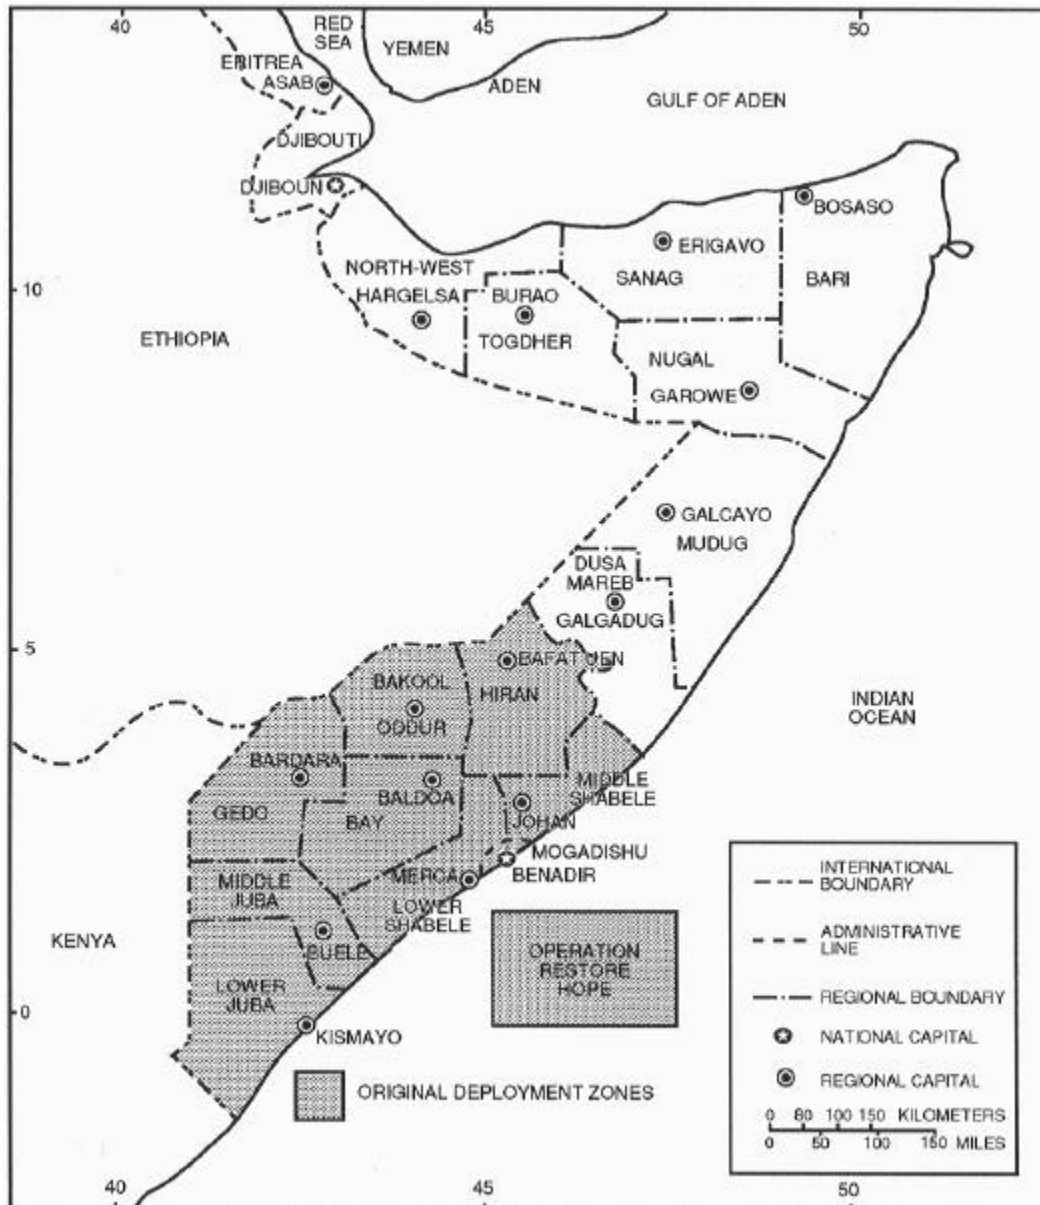 40
45
50
RED
SEA
YEMEN
ERITREA
ASAB
ADEN
GULF OF ADEN
DJIBOUTI
DJIBOUN
BOSASO
ERIGAVO
NORTH-WEST
SANAG
BARI
10
HARGELSA
BURAO
ETHIOPIA
TOGDHER
NUGAL
GAROWE
GALCAYO
MUDUG
DUSA
MAREB
GALGADUG
5
BAFAT UEN
BAKOOL
HIRAN
ODDUR
INDIAN
OCEAN
BARDARA
BALDOA
MIDDLE
SHABELE
GEDO
BAY
JOHAN
MOGADISHU
BENADIR
MERCA
MIDDLE
JUBA
LOWER
SHABELE
KENYA
BUELE
OPERATION
RESTORE
HOPE
LOWER
JUBA
0
KISMAYO
ORIGINAL DEPLOYMENT ZONES
INTERNATIONAL
BOUNDARY
ADMINISTRATIVE
LINE
REGIONAL BOUNDARY
NATIONAL CAPITAL
REGIONAL CAPITAL
0 80 100 150 KILOMETERS
0 50 100 150 MILES
40
45
50